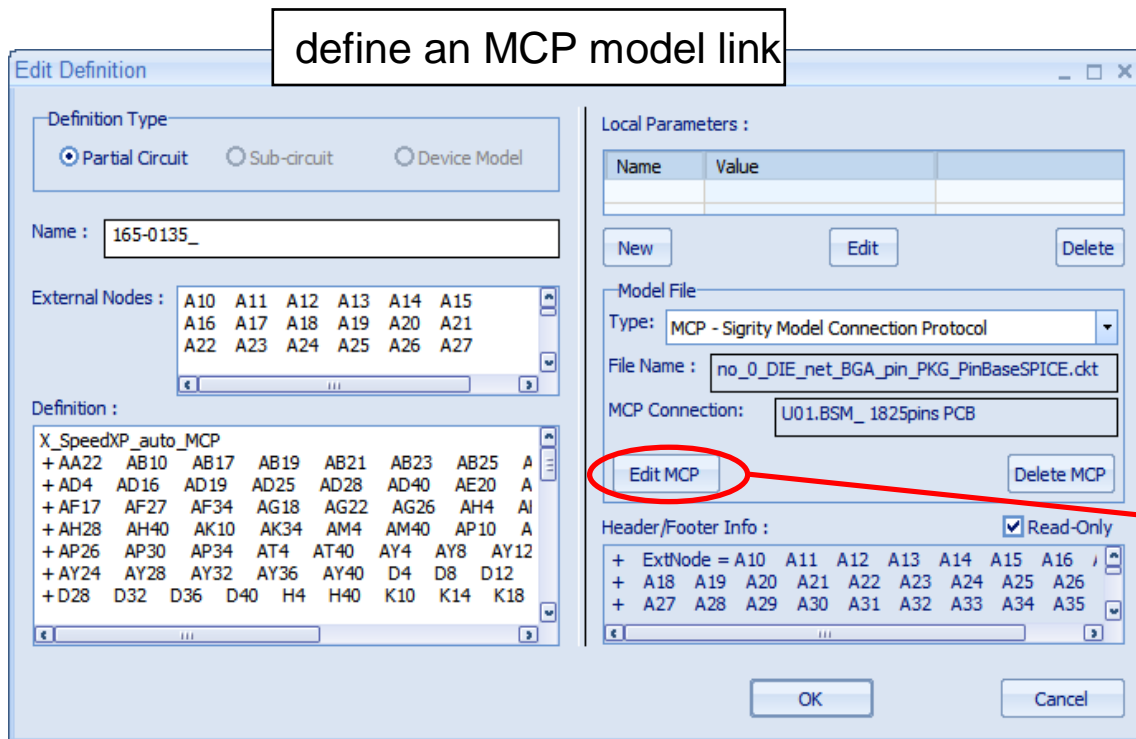 define an MCP model link
Edit Definition
Definition Type
Partial Circuit Sub-circuit Device Model
Name : 165-0135_
External Nodes : A10 A11 A12 A13 A14 A15
A16 A17 A18 A19 A20 A21
A22 A23 A24 A25 A26 A27
Definition :
X_SpeedXP_auto_MCP
+ AA22 AB10 AB17 AB19 AB21 AB23 AB25 A
+ AD4 AD16 AD19 AD25 AD28 AD40 AE20 A
+ AF17 AF27 AF34 AG18 AG22 AG26 AH4
+ AH28 AH40 AK10 AK34 AM4 AM40 AP10 A
+ AP26 AP30 AP34 AT4 AT40 AY4 AY8 AY12
+ AY24 AY28 AY32 AY36 AY40 D4 D8 D12
+ D28 D32 D36 D40 H4 H40 K10 K14 K18
Local Parameters :
Name Value
New Edit Delete
Model File
Type: MCP - Sigrity Model Connection Protocol
File Name : no_0_DIE_net_BGA_pin_PKG_PinBaseSPICE.ckt
MCP Connection: U01.BSM_ 1825pins PCB
Edit MCP Delete MCP
Header/Footer Info : Read-Only
+ ExtNode = A10 A11 A12 A13 A14 A15 A16
+ A18 A19 A20 A21 A22 A23 A24 A25 A26
+ A27 A28 A29 A30 A31 A32 A33 A34 A35
OK Cancel